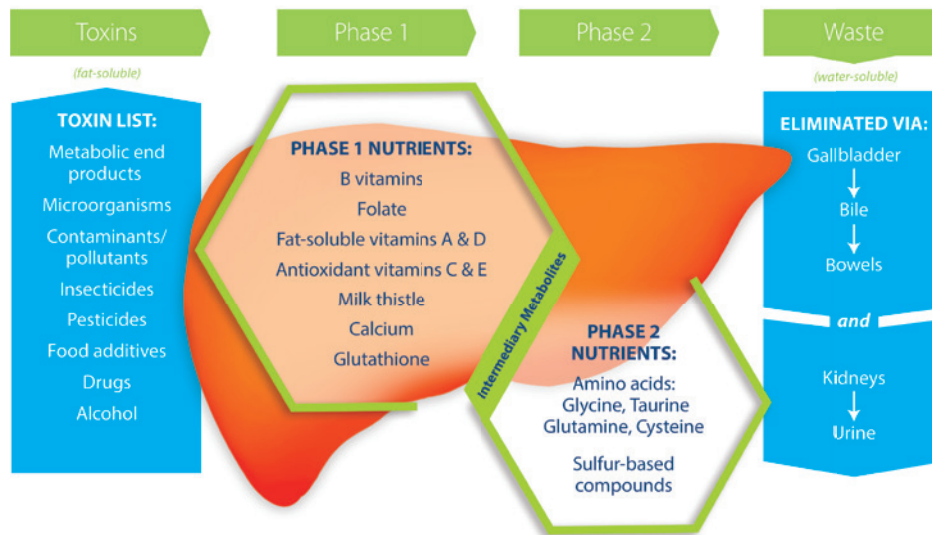 Toxins
Phase 1
Phase 2
Waste
(fat-soluble)
(water-soluble)
TOXIN LIST:
Metabolic end
products
Microorganisms
Contaminants/
pollutants
Insecticides
Pesticides
Food additives
Drugs
Alcohol
PHASE 1 NUTRIENTS:
B vitamins
Folate
Fat-soluble vitamins A & D
Antioxidant vitamins C & E
Milk thistle
Calcium
Glutathione
Intermediary Metabolites
PHASE 2
NUTRIENTS:
Amino acids:
Glycine, Taurine
Glutamine, Cysteine
Sulfur-based
compounds
ELIMINATED VIA:
Gallbladder
Bile
Bowels
and
Kidneys
Urine